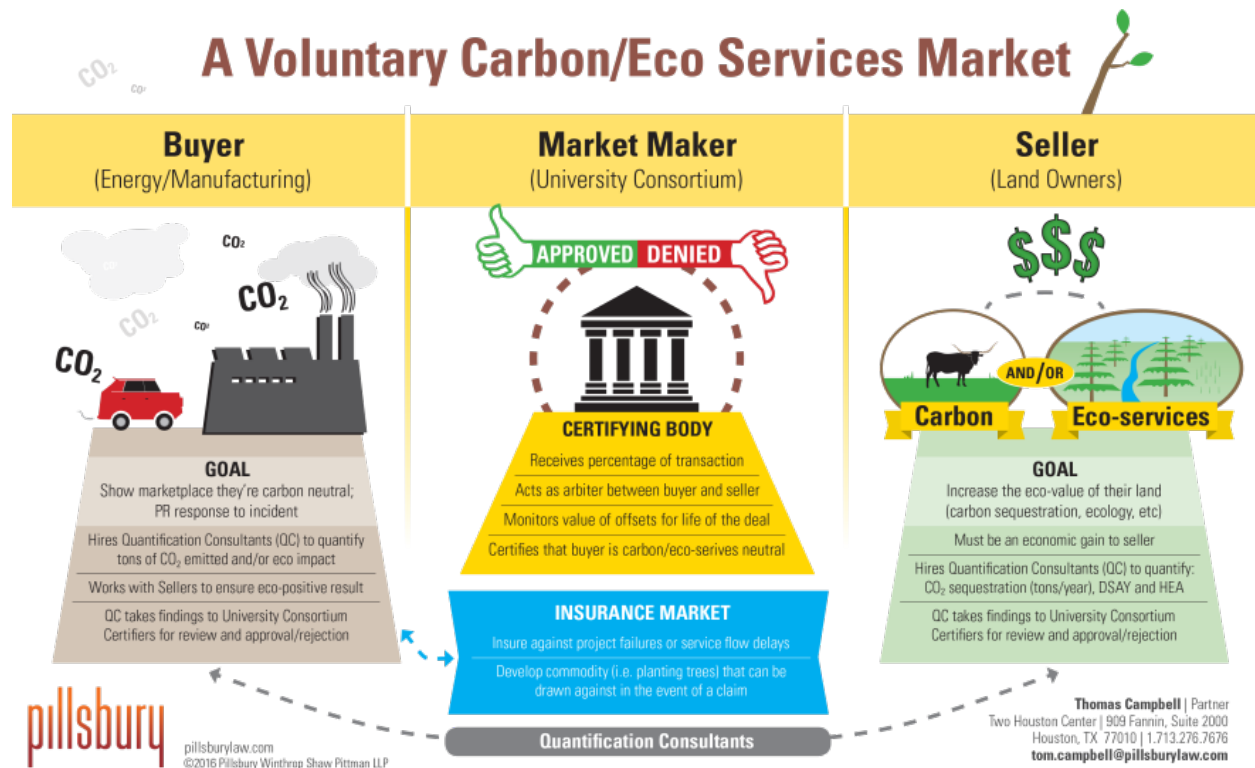 CO₂
CO₂
A Voluntary Carbon/Eco Services Market
Buyer
(Energy/Manufacturing)
CO₂
CO₂
CO₂
CO₂
CO₂
CO₂
GOAL
Show marketplace they're carbon neutral;
PR response to incident
Hires Quantification Consultants (QC) to quantify
tons of CO₂ emitted and/or eco impact
Works with Sellers to ensure eco-positive result
QC takes findings to University Consortium
Certifiers for review and approval/rejection
Market Maker
(University Consortium)
APPROVED DENIED
CERTIFYING BODY
Receives percentage of transaction
Acts as arbiter between buyer and seller
Monitors value of offsets for life of the deal
Certifies that buyer is carbon/eco-serives neutral
INSURANCE MARKET
Insure against project failures or service flow delays
Develop commodity (i.e. planting trees) that can be
drawn against in the event of a claim
Seller
(Land Owners)
$$$
AND/OR
Carbon
Eco-services
GOAL
Increase the eco-value of their land
(carbon sequestration, ecology, etc)
Must be an economic gain to seller
Hires Quantification Consultants (QC) to quantify:
CO₂ sequestration (tons/year), DSAY and HEA
QC takes findings to University Consortium
Certifiers for review and approval/rejection
Quantification Consultants
pillsbury
pillsburylaw.com
©2016 Pillsbury Winthrop Shaw Pittman LLP
Thomas Campbell | Partner
Two Houston Center | 909 Fannin, Suite 2000
Houston, TX 77010 | 1.713.276.7676
tom.campbell@pillsburylaw.com